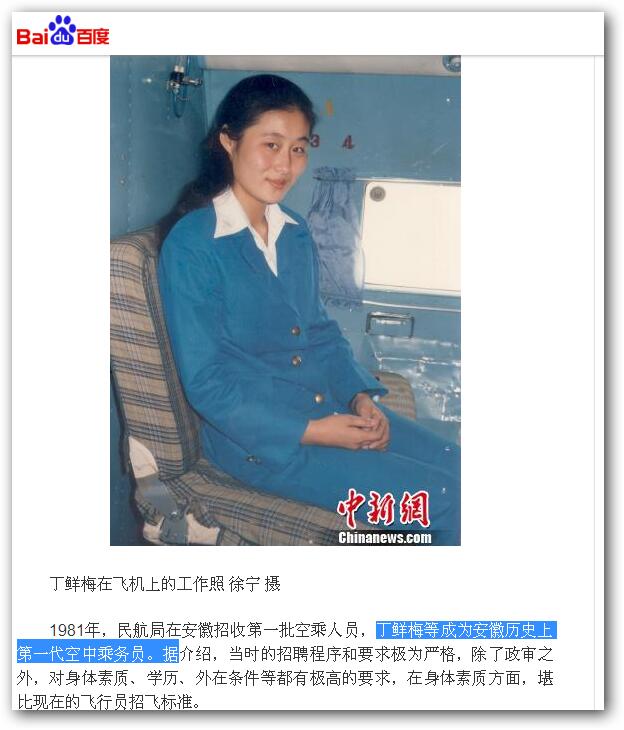 Bai du 百度
3 4
中新網
Chinanews.com
丁鲜梅在飞机上的工作照 徐宁 摄
1981年，民航局在安徽招收第一批空乘人员，丁鲜梅等成为安徽历史上
第一代空中乘务员。据介绍，当时的招聘程序和要求极为严格，除了政审之
外，对身体素质、学历、外在条件等都有极高的要求，在身体素质方面，堪
比现在的飞行员招飞标准。